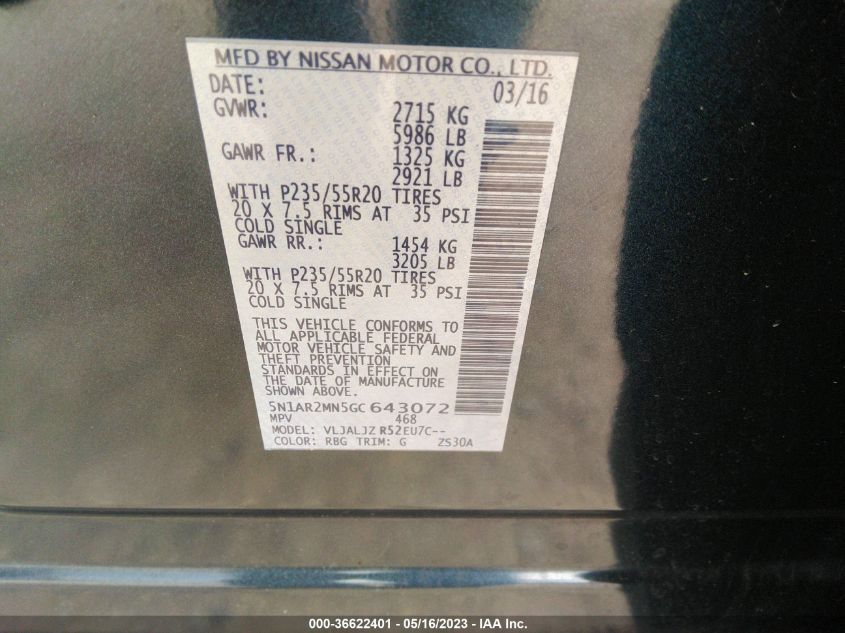 MFD BY NISSAN MOTOR CO., LTD.
DATE: 03/16
GVWR: 2715 KG
5986 LB
GAWR FR.: 1325 KG
2921 LB
WITH P235/55R20 TIRES
20 X 7.5 RIMS AT 35 PSI
COLD SINGLE
GAWR RR.: 1454 KG
3205 LB
WITH P235/55R20 TIRES
20 X 7.5 RIMS AT 35 PSI
COLD SINGLE
THIS VEHICLE CONFORMS TO
ALL APPLICABLE FEDERAL
MOTOR VEHICLE SAFETY AND
THEFT PREVENTION
STANDARDS IN EFFECT ON
THE DATE OF MANUFACTURE
SHOWN ABOVE.
5N1AR2MN5GC643072
MPV 468
MODEL: VLJALJZ R52EU7C--
COLOR: RBG TRIM: G ZS30A
000-36622401 - 05/16/2023 - IAA Inc.